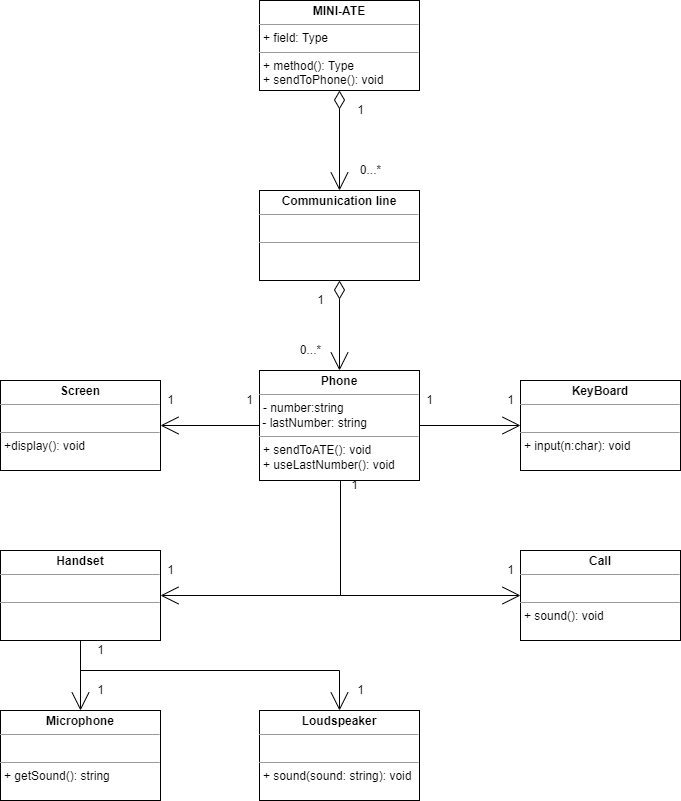 MINI-ATE
+ field: Type
+ method(): Type
+ sendToPhone(): void
1
0...*
Communication line
1
0...*
Phone
- number:string
- lastNumber: string
+ sendToATE(): void
+ useLastNumber(): void
Screen
+display(): void
1
1
1
1
KeyBoard
+ input(n:char): void
1
Handset
1
1
Call
+ sound(): void
1
1
1
Microphone
+ getSound(): string
Loudspeaker
+ sound(sound: string): void